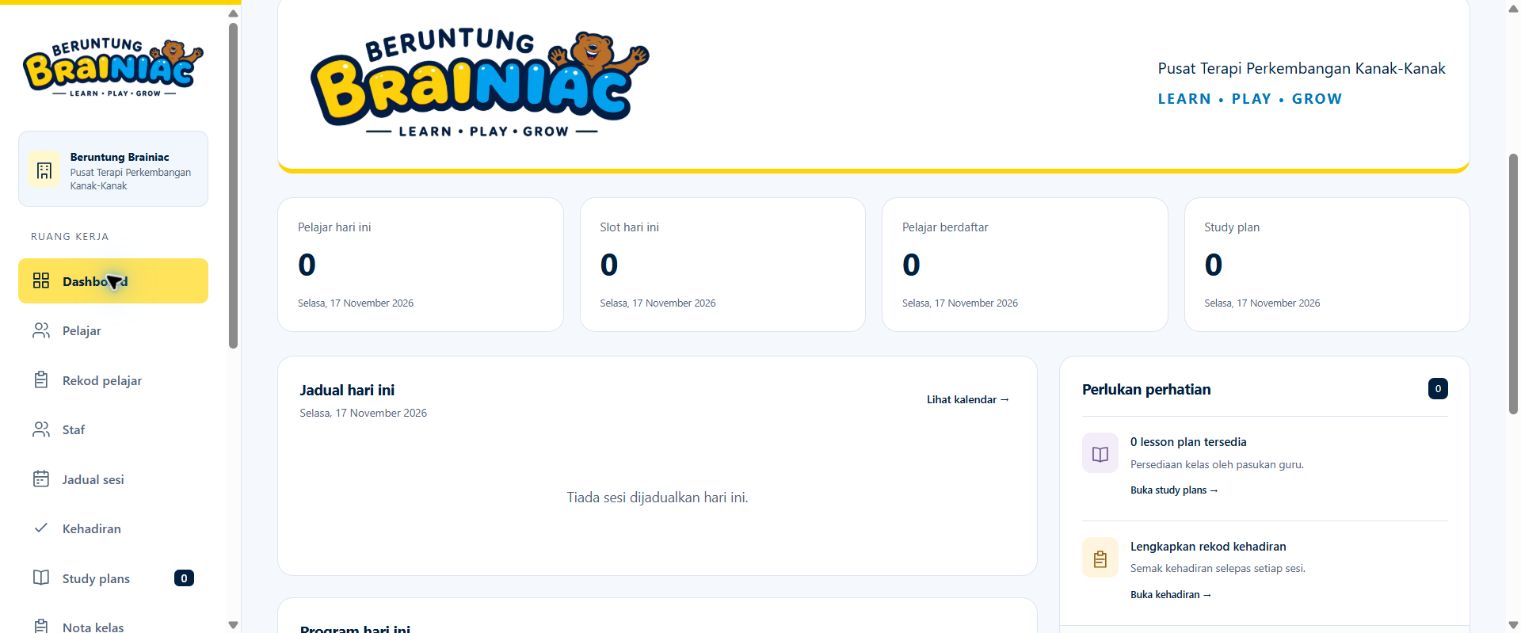 BERUNTUNG
BRAINIAC
LEARN • PLAY • GROW
Beruntung Brainiac
Pusat Terapi Perkembangan
Kanak-Kanak
RUANG KERJA
Dashboard
Pelajar
Rekod pelajar
Staf
Jadual sesi
Kehadiran
Study plans 0
Nota kelas
BERUNTUNG
BRAINIAC
LEARN • PLAY • GROW
Pusat Terapi Perkembangan Kanak-Kanak
LEARN • PLAY • GROW
Pelajar hari ini
0
Selasa, 17 November 2026
Slot hari ini
0
Selasa, 17 November 2026
Pelajar berdaftar
0
Selasa, 17 November 2026
Study plan
0
Selasa, 17 November 2026
Jadual hari ini
Selasa, 17 November 2026
Lihat kalendar →
Tiada sesi dijadualkan hari ini.
Program hari ini
Perlukan perhatian 0
0 lesson plan tersedia
Persediaan kelas oleh pasukan guru.
Buka study plans →
Lengkapkan rekod kehadiran
Semak kehadiran selepas setiap sesi.
Buka kehadiran →